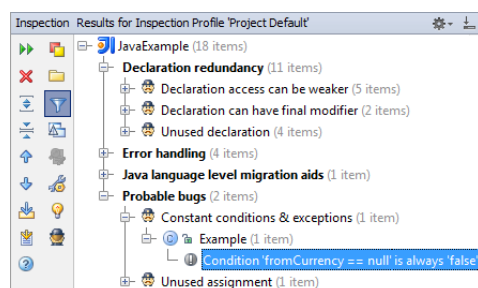 Inspection Results for Inspection Profile 'Project Default'
JavaExample (18 items)
Declaration redundancy (11 items)
Declaration access can be weaker (5 items)
Declaration can have final modifier (2 items)
Unused declaration (4 items)
Error handling (4 items)
Java language level migration aids (1 item)
Probable bugs (2 items)
Constant conditions & exceptions (1 item)
Example (1 item)
Condition 'fromCurrency == null' is always 'false'
Unused assignment (1 item)